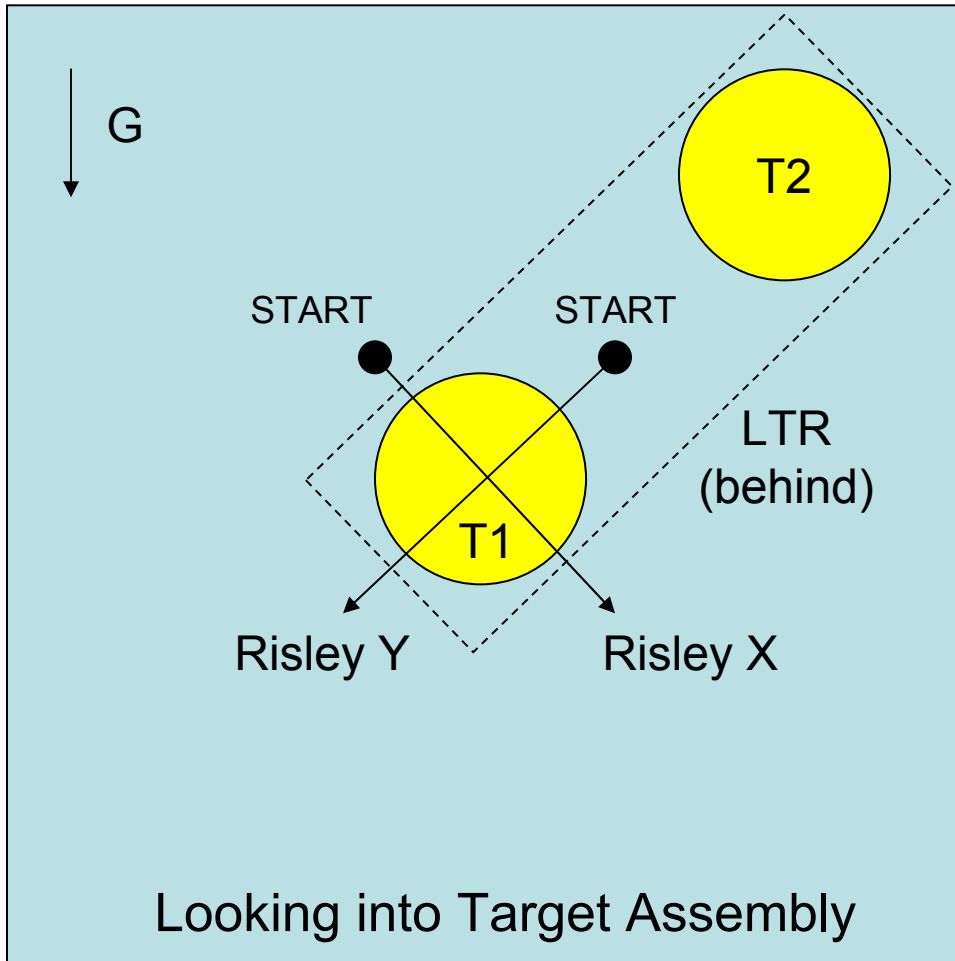 G
T2
START
START
LTR
(behind)
T1
Risley Y
Risley X
Looking into Target Assembly